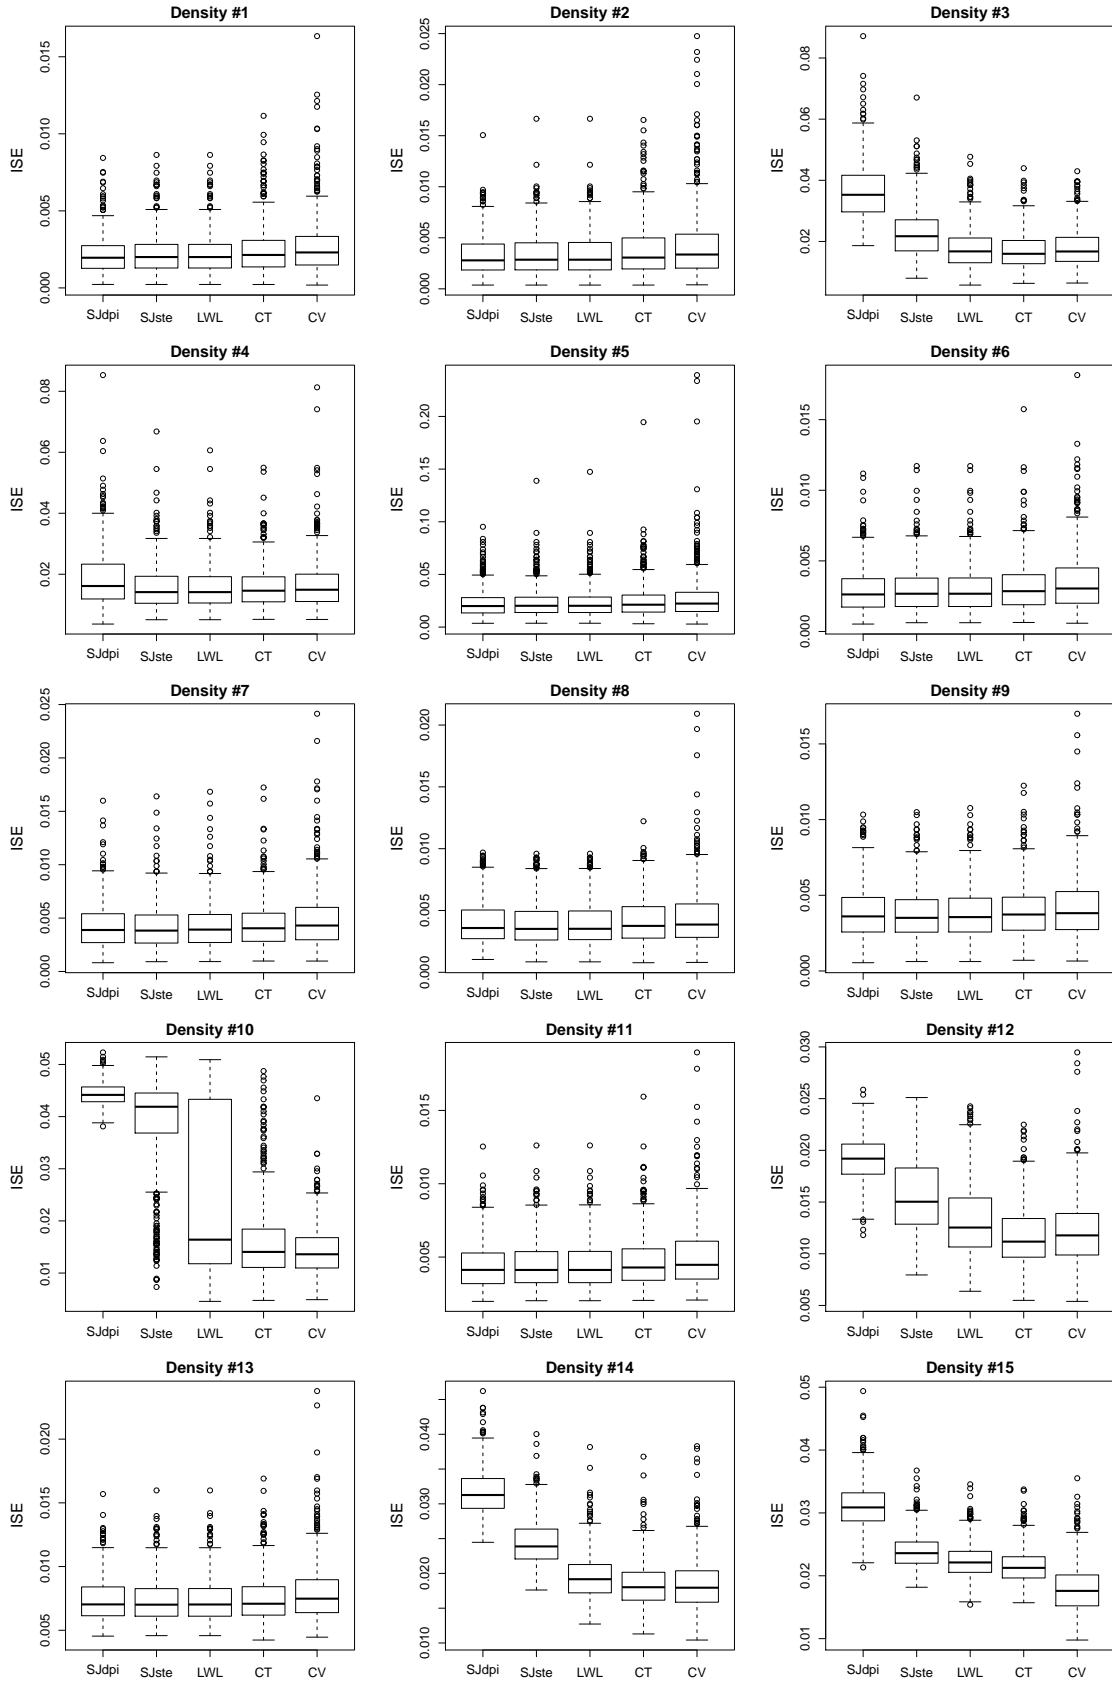 Density #1
ISE
0.000 0.005 0.010 0.015
SJdpi SJste LWL CT CV
Density #2
ISE
0.000 0.005 0.010 0.015 0.020 0.025
SJdpi SJste LWL CT CV
Density #3
ISE
0.02 0.04 0.06 0.08
SJdpi SJste LWL CT CV
Density #4
ISE
0.02 0.04 0.06 0.08
SJdpi SJste LWL CT CV
Density #5
ISE
0.00 0.05 0.10 0.15 0.20
SJdpi SJste LWL CT CV
Density #6
ISE
0.000 0.005 0.010 0.015
SJdpi SJste LWL CT CV
Density #7
ISE
0.000 0.005 0.010 0.015 0.020 0.025
SJdpi SJste LWL CT CV
Density #8
ISE
0.000 0.005 0.010 0.015 0.020
SJdpi SJste LWL CT CV
Density #9
ISE
0.000 0.005 0.010 0.015
SJdpi SJste LWL CT CV
Density #10
ISE
0.01 0.02 0.03 0.04 0.05
SJdpi SJste LWL CT CV
Density #11
ISE
0.005 0.010 0.015
SJdpi SJste LWL CT CV
Density #12
ISE
0.005 0.010 0.015 0.020 0.025 0.030
SJdpi SJste LWL CT CV
Density #13
ISE
0.005 0.010 0.015 0.020
SJdpi SJste LWL CT CV
Density #14
ISE
0.010 0.020 0.030 0.040
SJdpi SJste LWL CT CV
Density #15
ISE
0.01 0.02 0.03 0.04 0.05
SJdpi SJste LWL CT CV